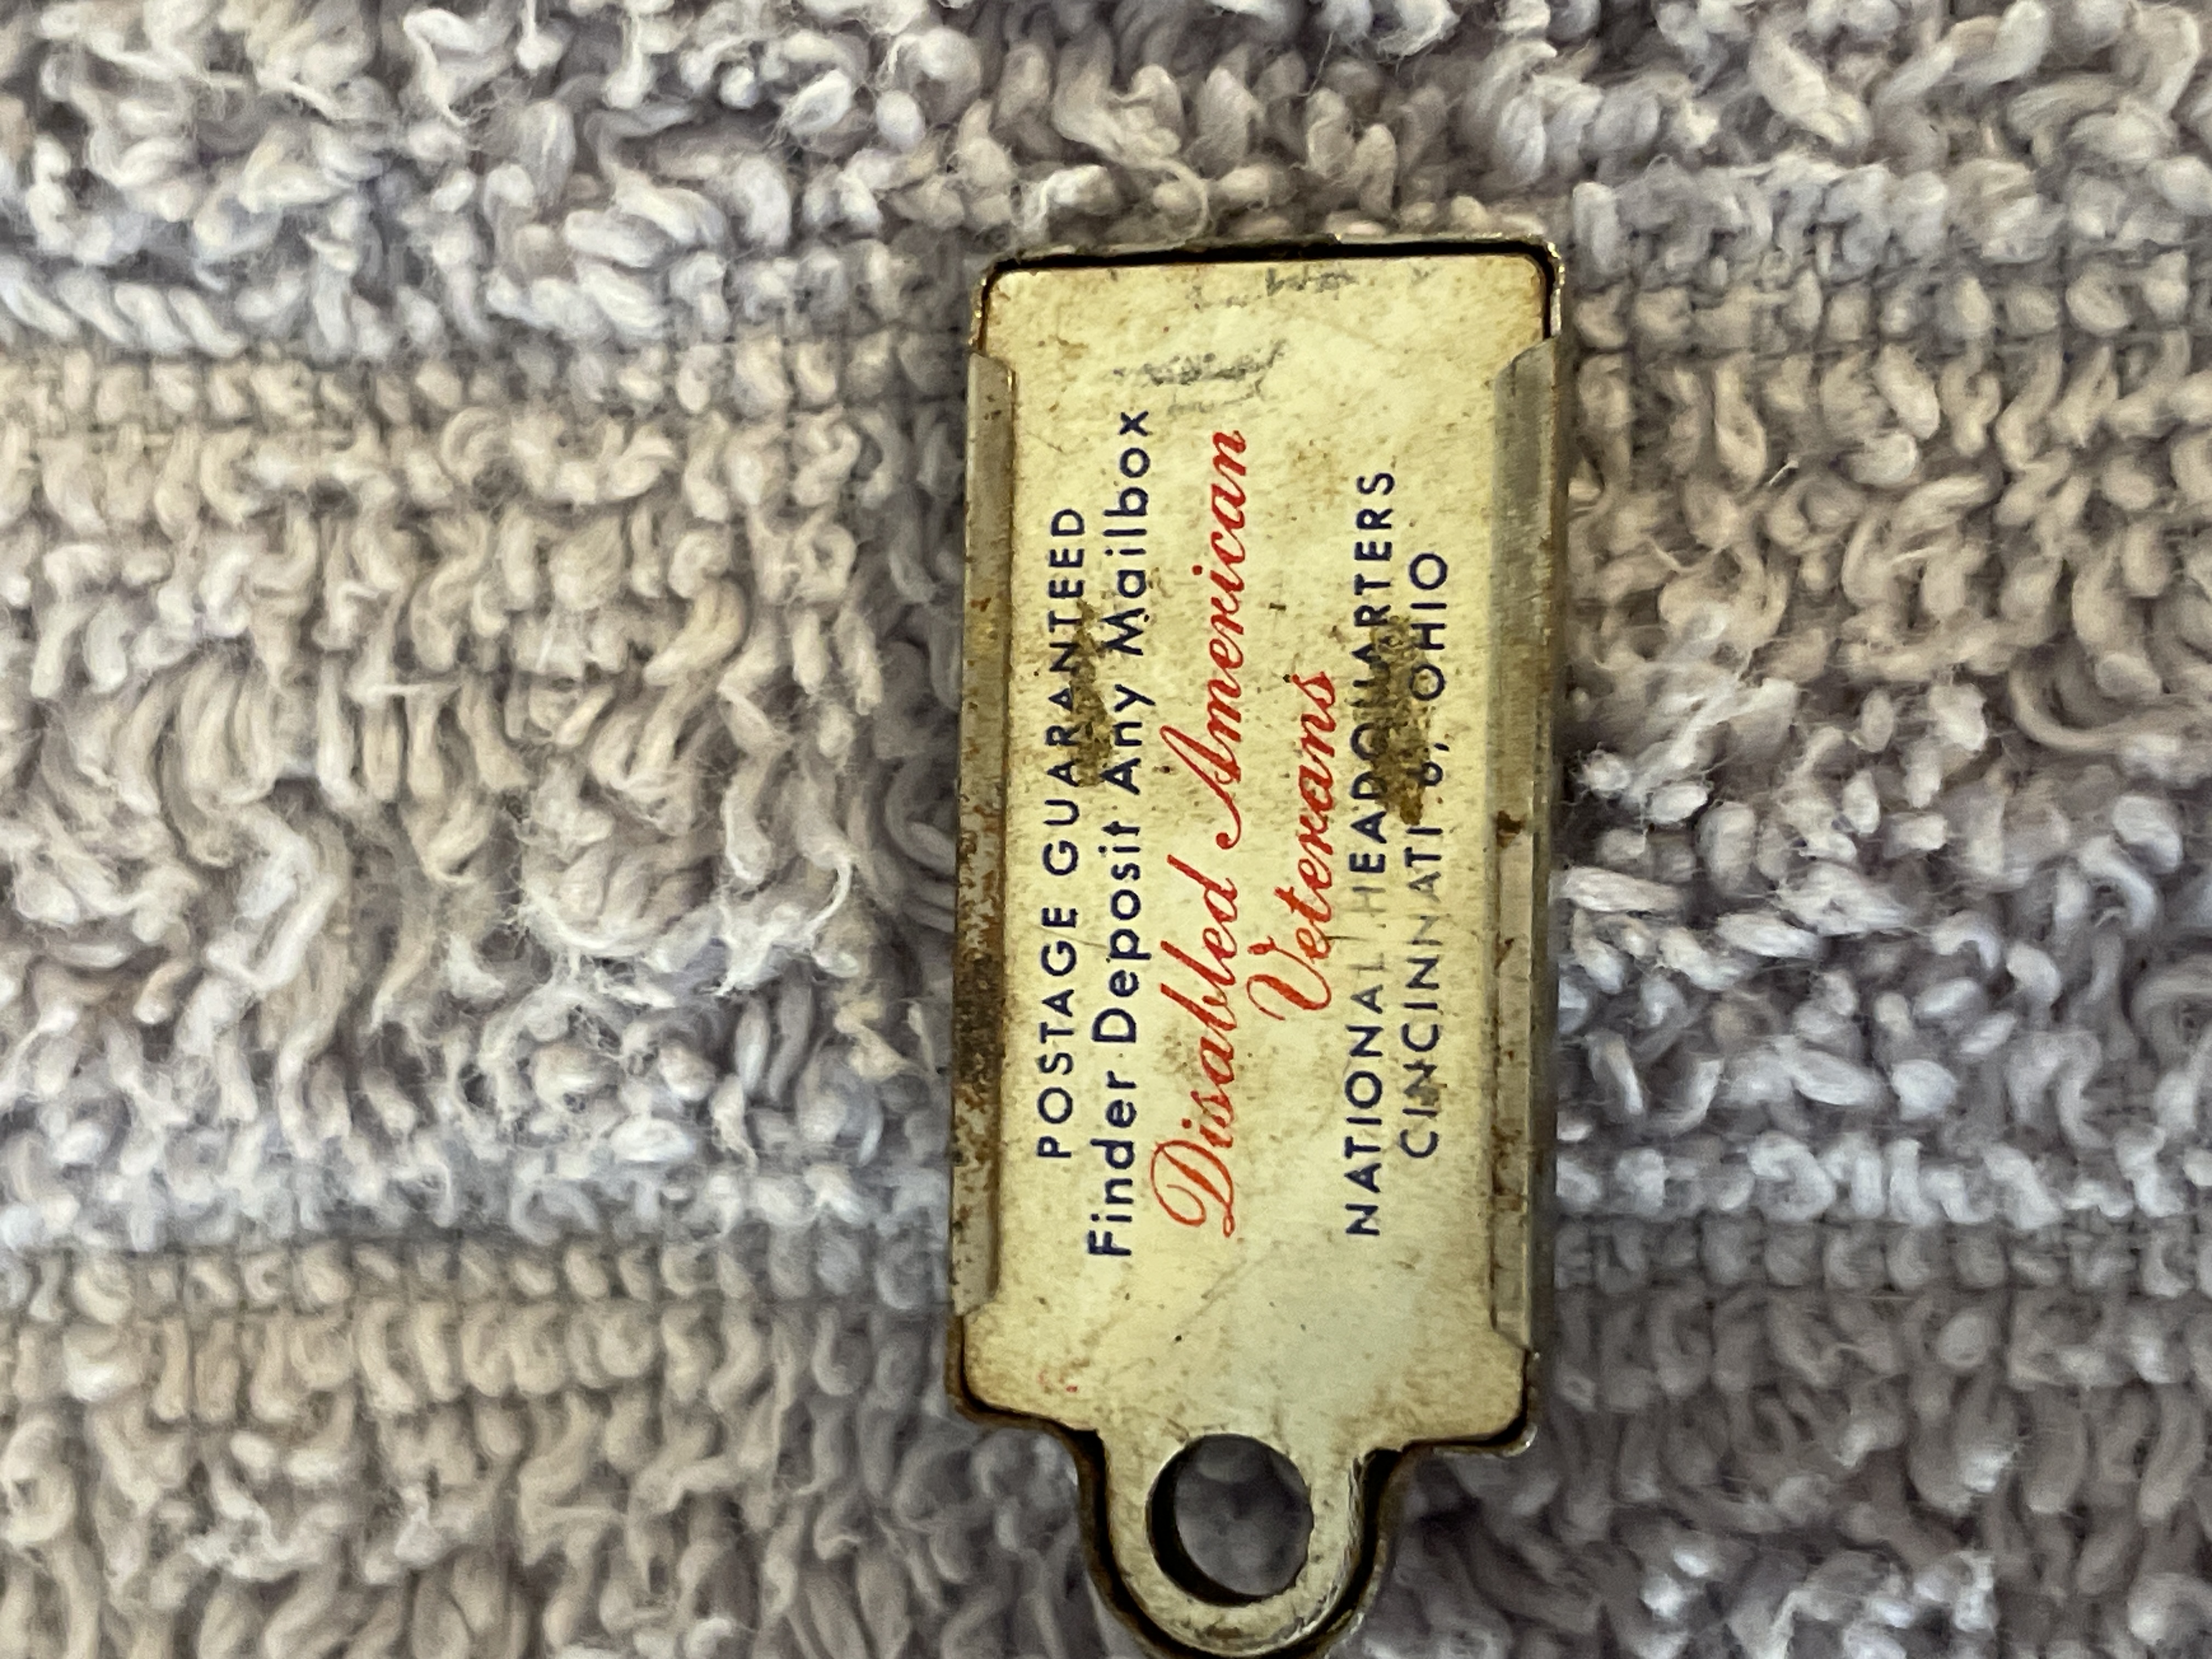 POSTAGE GUARANTEED
Finder Deposit Any Mailbox
Disabled American
Veterans
NATIONAL HEADQUARTERS
CINCINNATI 6, OHIO